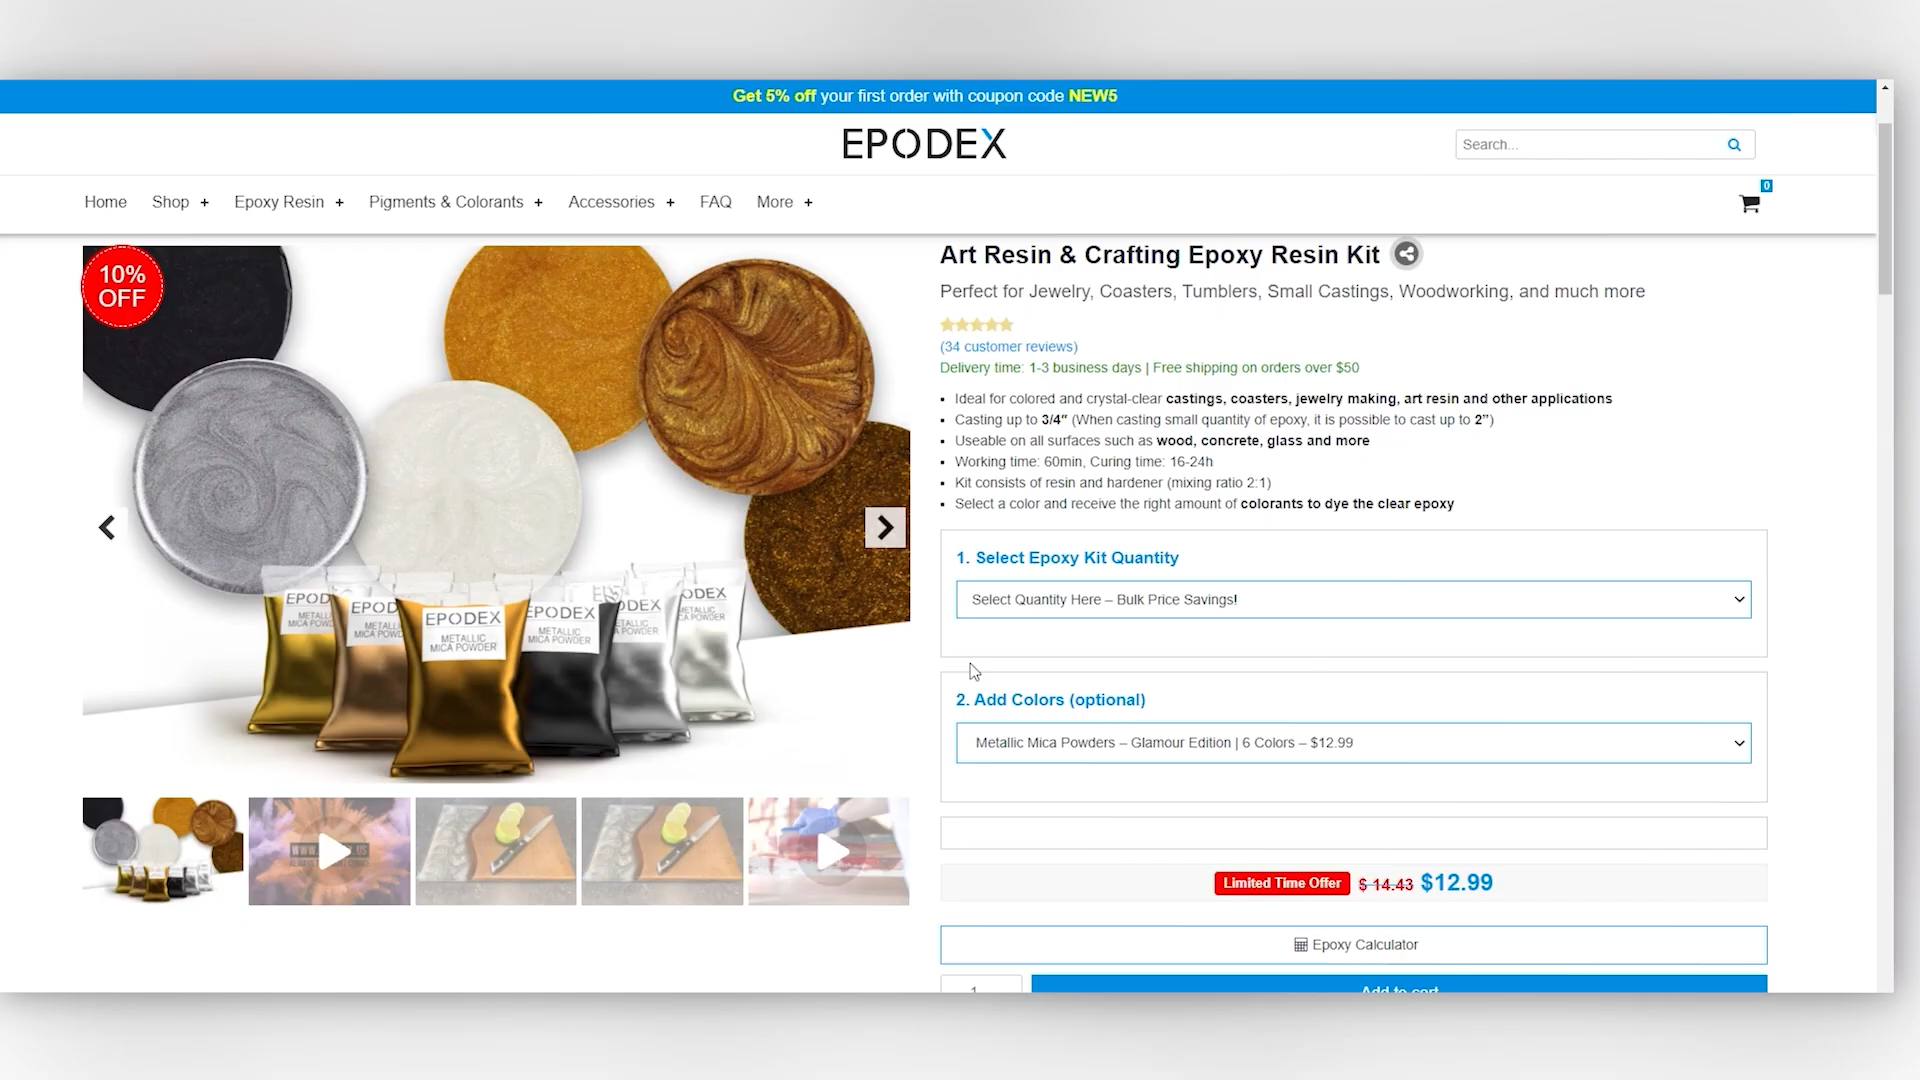 Get 5% off your first order with coupon code NEW5
EPODEX
Search...
Home
Shop +
Epoxy Resin +
Pigments & Colorants +
Accessories +
FAQ
More +
0
10%
OFF
EPODEX
METALLIC
MICA POWDER
EPODEX
METALLIC
MICA POWDER
Art Resin & Crafting Epoxy Resin Kit
Perfect for Jewelry, Coasters, Tumblers, Small Castings, Woodworking, and much more
(34 customer reviews)
Delivery time: 1-3 business days | Free shipping on orders over $50
▪ Ideal for colored and crystal-clear castings, coasters, jewelry making, art resin and other applications
▪ Casting up to 3/4″ (When casting small quantity of epoxy, it is possible to cast up to 2”)
▪ Useable on all surfaces such as wood, concrete, glass and more
▪ Working time: 60min, Curing time: 16-24h
▪ Kit consists of resin and hardener (mixing ratio 2:1)
▪ Select a color and receive the right amount of colorants to dye the clear epoxy
1. Select Epoxy Kit Quantity
Select Quantity Here – Bulk Price Savings!
2. Add Colors (optional)
Metallic Mica Powders – Glamour Edition | 6 Colors – $12.99
Limited Time Offer $ 14.43 $12.99
Epoxy Calculator
1
Add to cart